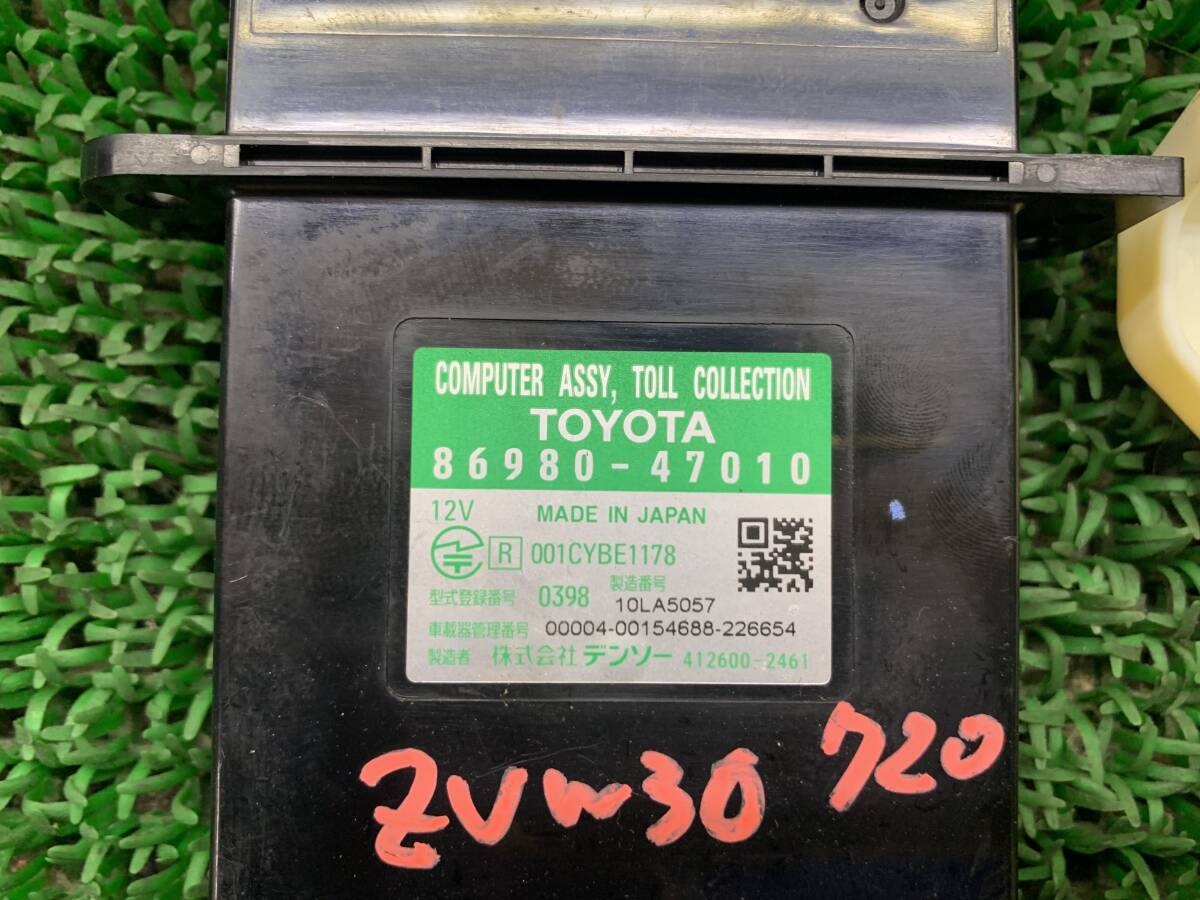 COMPUTER ASSY, TOLL COLLECTION
TOYOTA
86980-47010
12V MADE IN JAPAN
R 001CYBE1178
型式登録番号 0398 製造番号 10LA5057
車載器管理番号 00004-00154688-226654
製造者 株式会社 デンソー 412600-2461
ZVW30 720